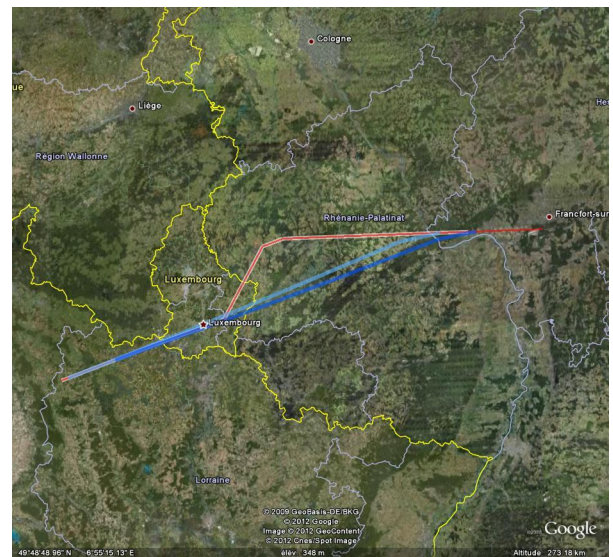 Cologne
ue
Liège
Région Wallonne
He
Rhénanie-Palatinat
Francfort-sur
Luxembourg
Luxembourg
Lorraine
© 2009 GeoBasis-DE/BKG
© 2012 Google
Image © 2012 GeoContent
© 2012 Cnes/Spot Image
Google
49°48'48.96" N 6°55'15.13" E élév 348 m Altitude 273.18 km